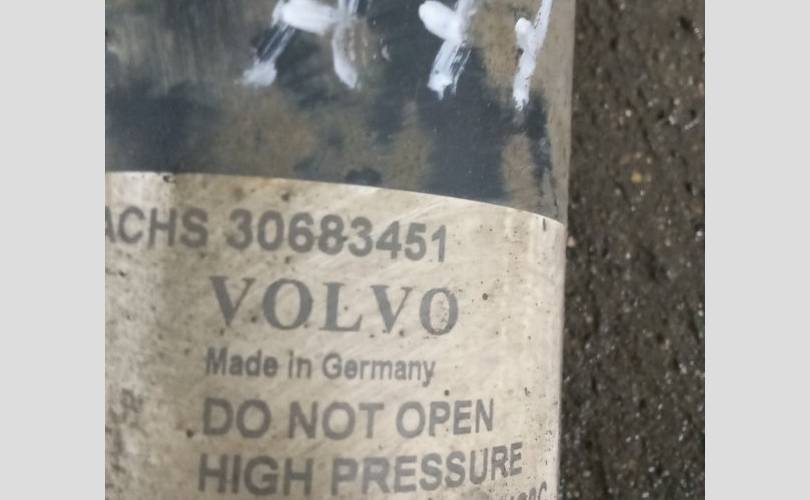 ACHS 30683451
VOLVO
Made in Germany
DO NOT OPEN
HIGH PRESSURE